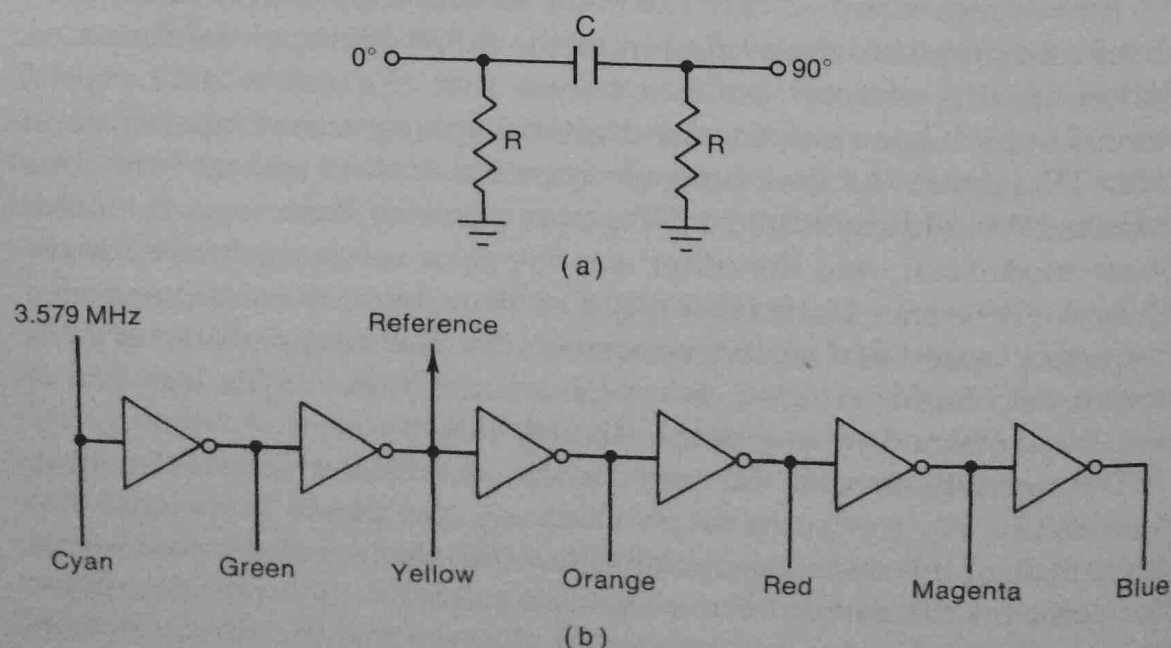 C
0° 90°
R R
(a)
3.579 MHz
Reference
Cyan Green Yellow Orange Red Magenta Blue
(b)